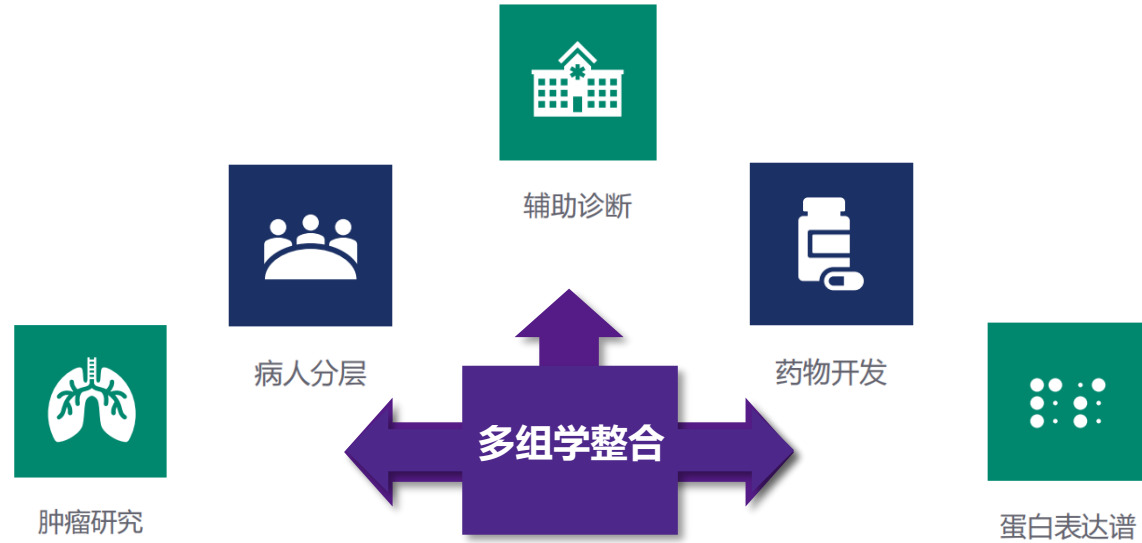 辅助诊断
病人分层
药物开发
多组学整合
肿瘤研究
蛋白表达谱